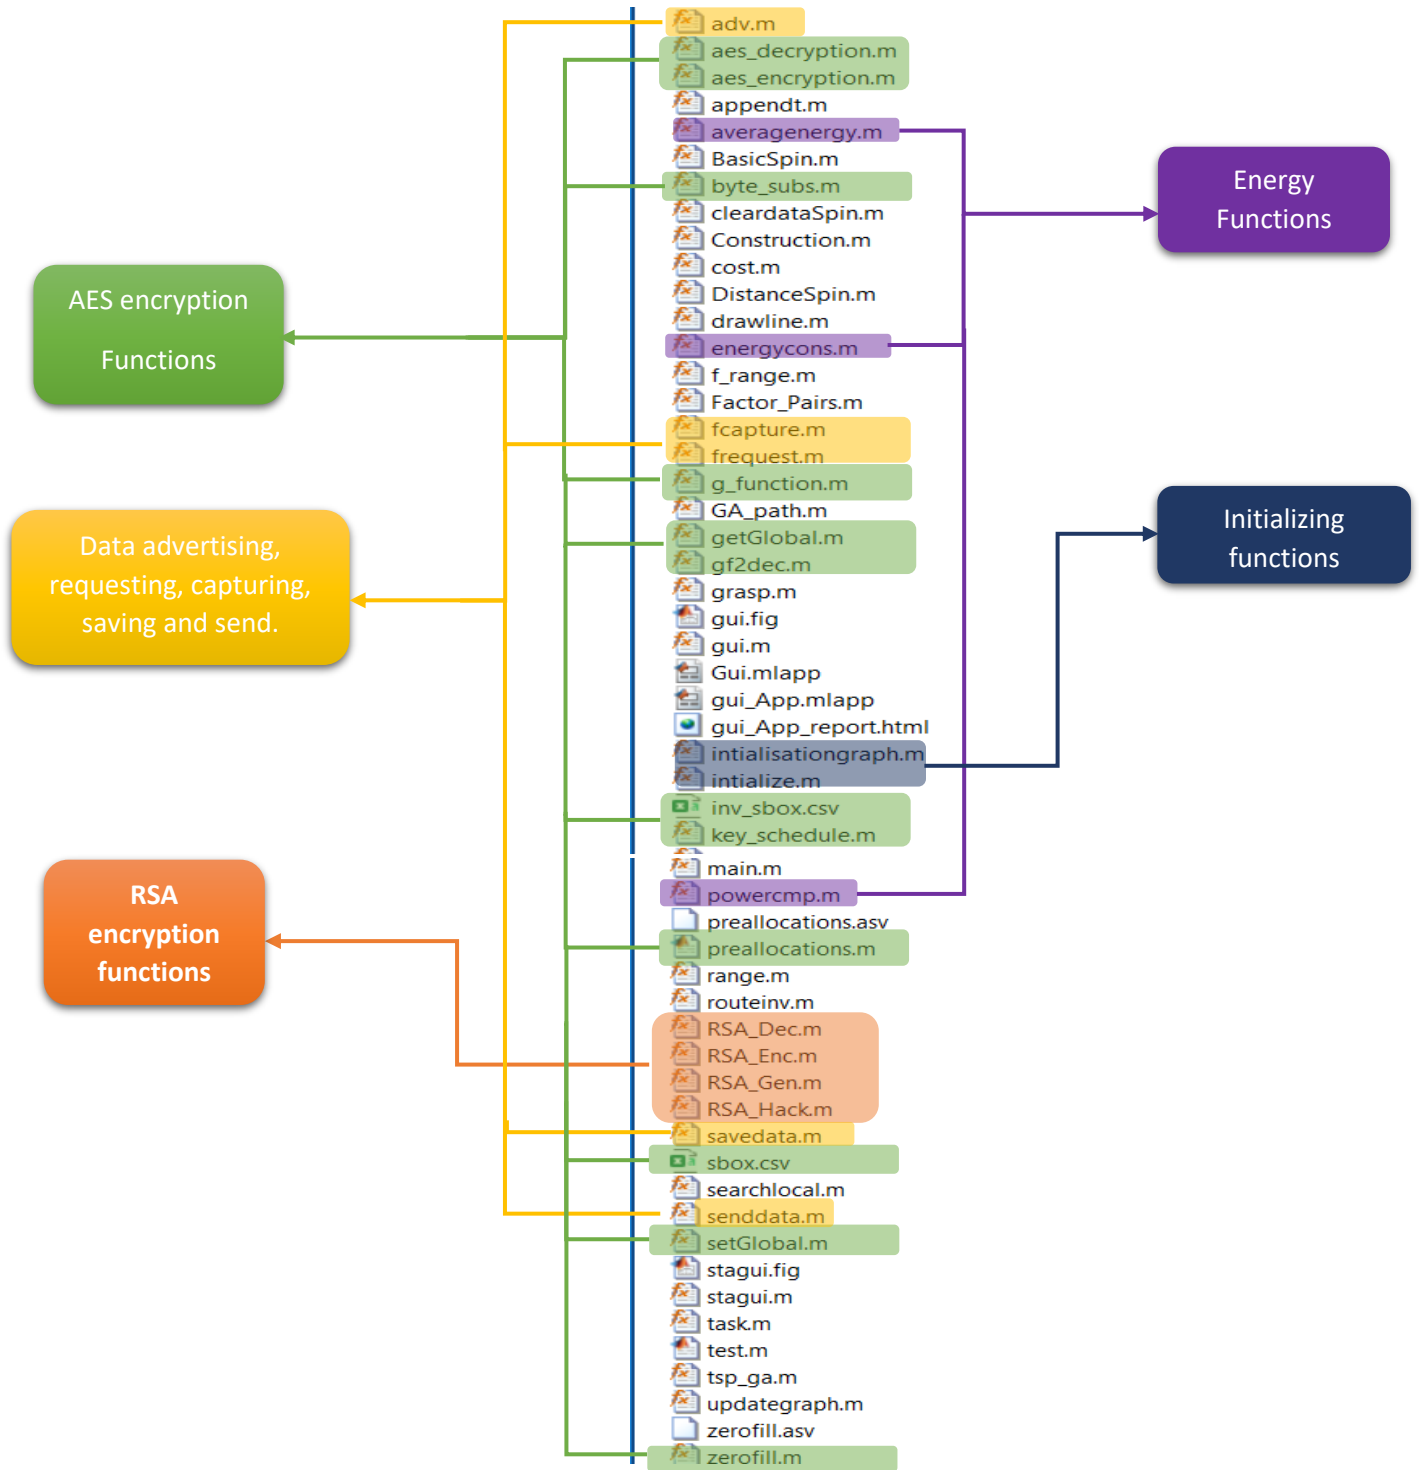 adv.m
aes_decryption.m
aes_encryption.m
appendt.m
averagenergy.m
BasicSpin.m
byte_subs.m
cleardataSpin.m
Construction.m
cost.m
DistanceSpin.m
drawline.m
energycons.m
f_range.m
Factor_Pairs.m
fcapture.m
frequest.m
g_function.m
GA_path.m
getGlobal.m
gf2dec.m
grasp.m
gui.fig
gui.m
Gui.mlapp
gui_App.mlapp
gui_App_report.html
intialisationgraph.m
intialize.m
inv_sbox.csv
key_schedule.m
main.m
powercmp.m
preallocations.asv
preallocations.m
range.m
routeinv.m
RSA_Dec.m
RSA_Enc.m
RSA_Gen.m
RSA_Hack.m
savedata.m
sbox.csv
searchlocal.m
senddata.m
setGlobal.m
stagui.fig
stagui.m
task.m
test.m
tsp_ga.m
updategraph.m
zerofill.asv
zerofill.m
AES encryption
Functions
Data advertising,
requesting, capturing,
saving and send.
RSA
encryption
functions
Energy
Functions
Initializing
functions